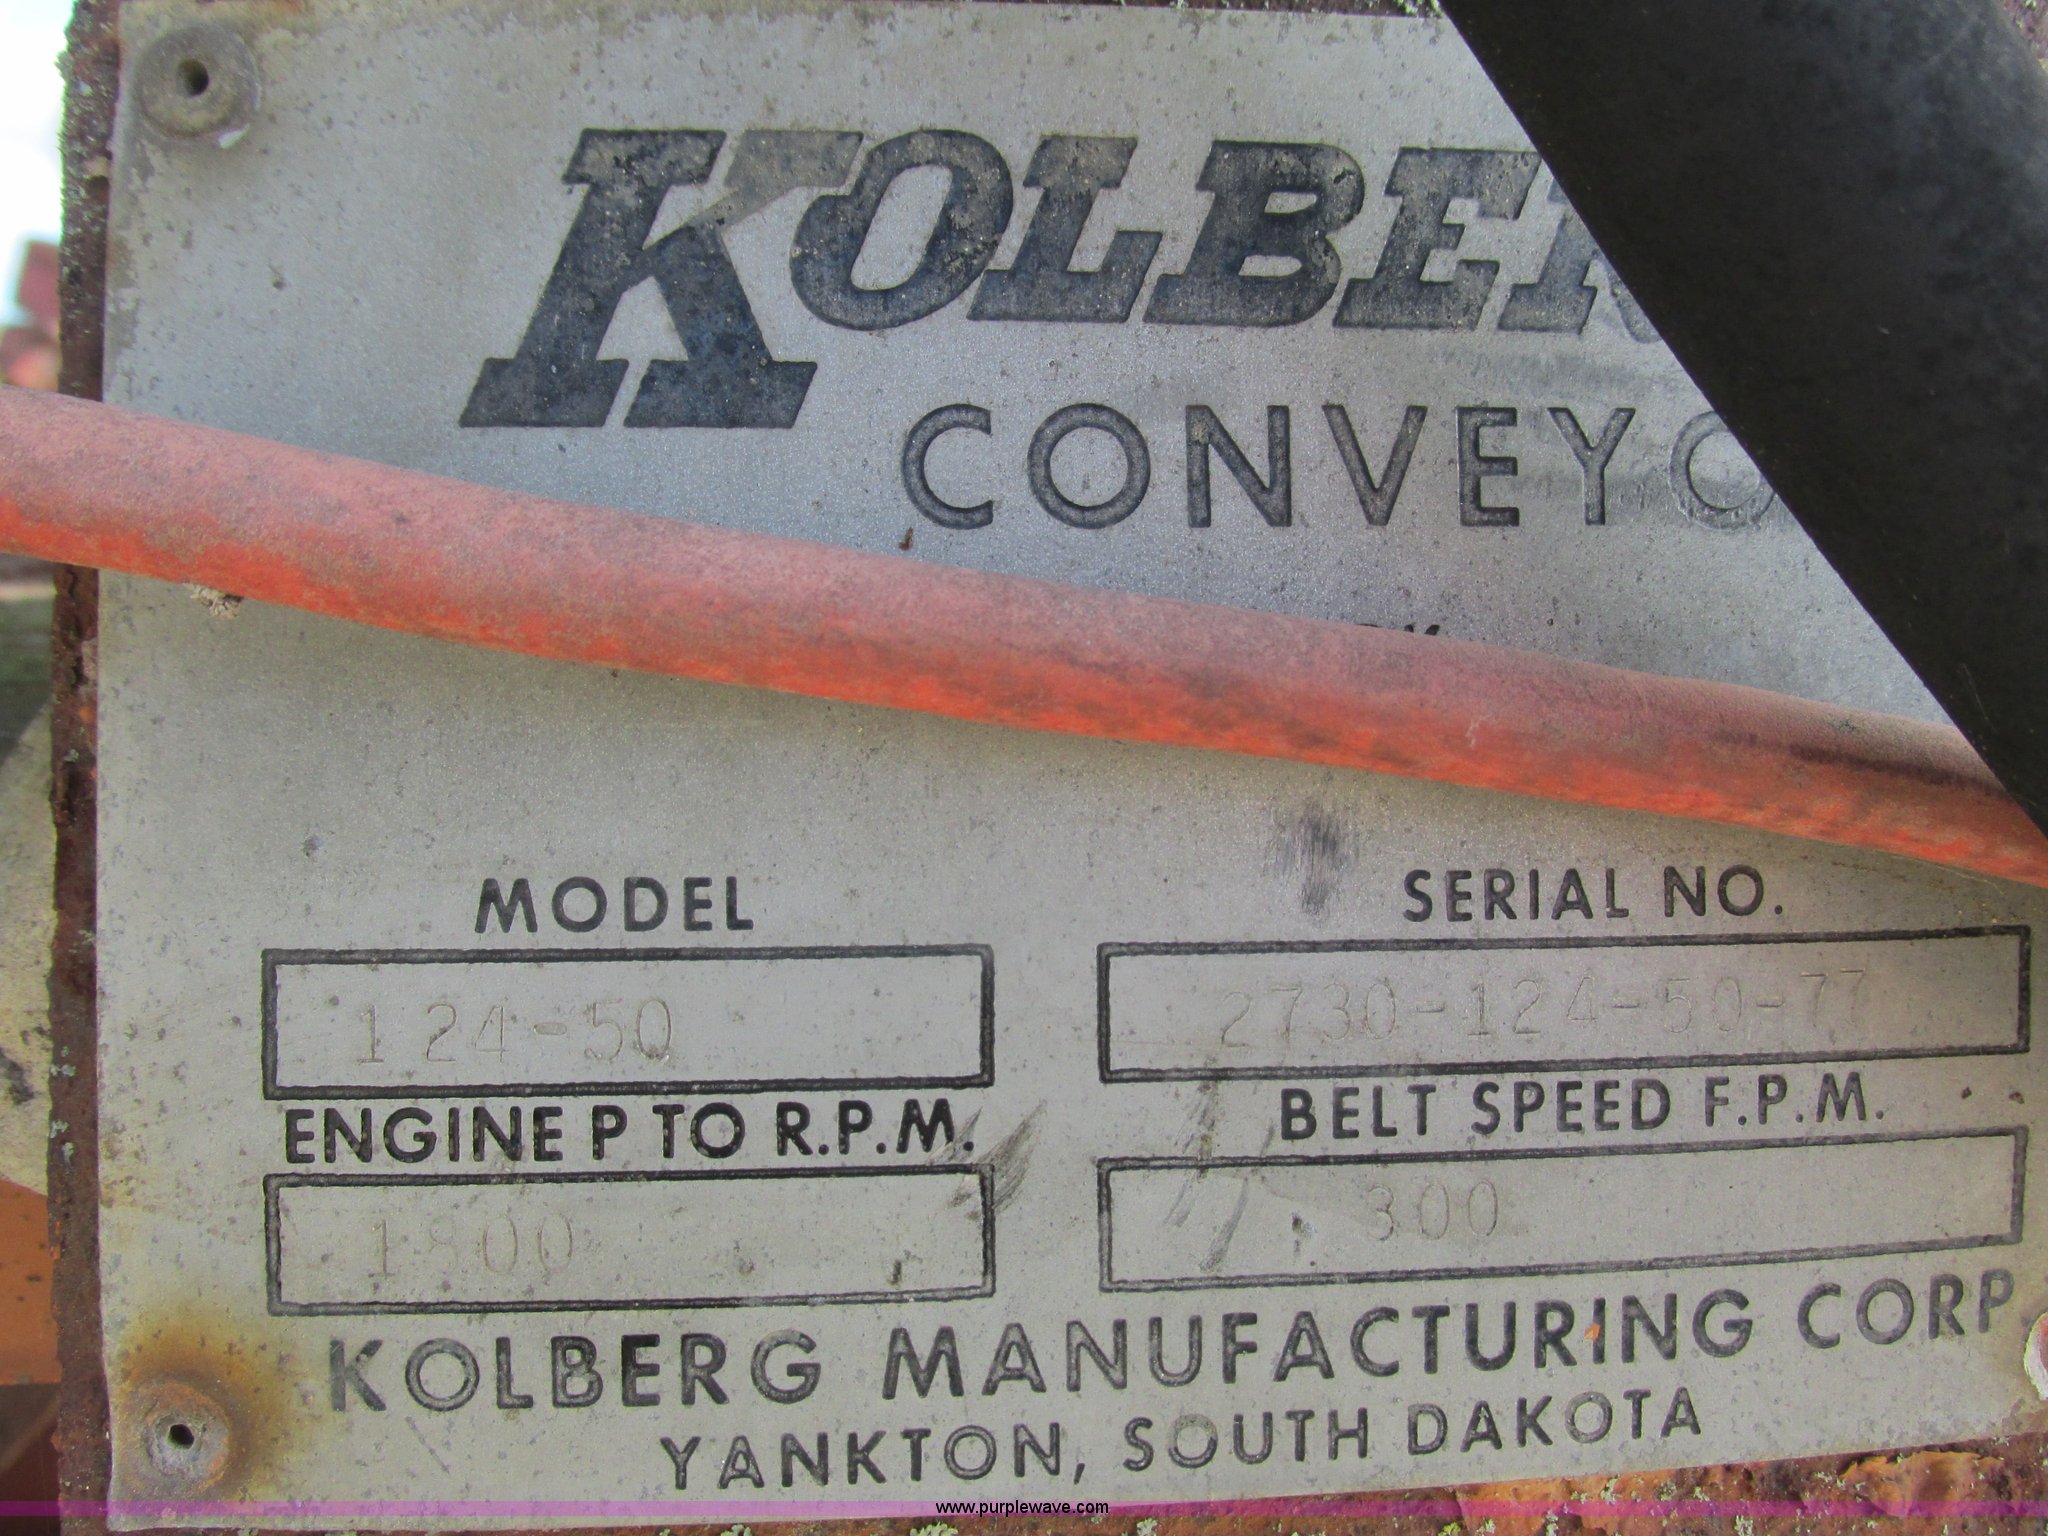 KOLBER
CONVEYO
MODEL
SERIAL NO.
124-50
2730-124-50-77
ENGINE P TO R.P.M.
BELT SPEED F.P.M.
1800
300
KOLBERG MANUFACTURING CORP
YANKTON, SOUTH DAKOTA
www.purplewave.com